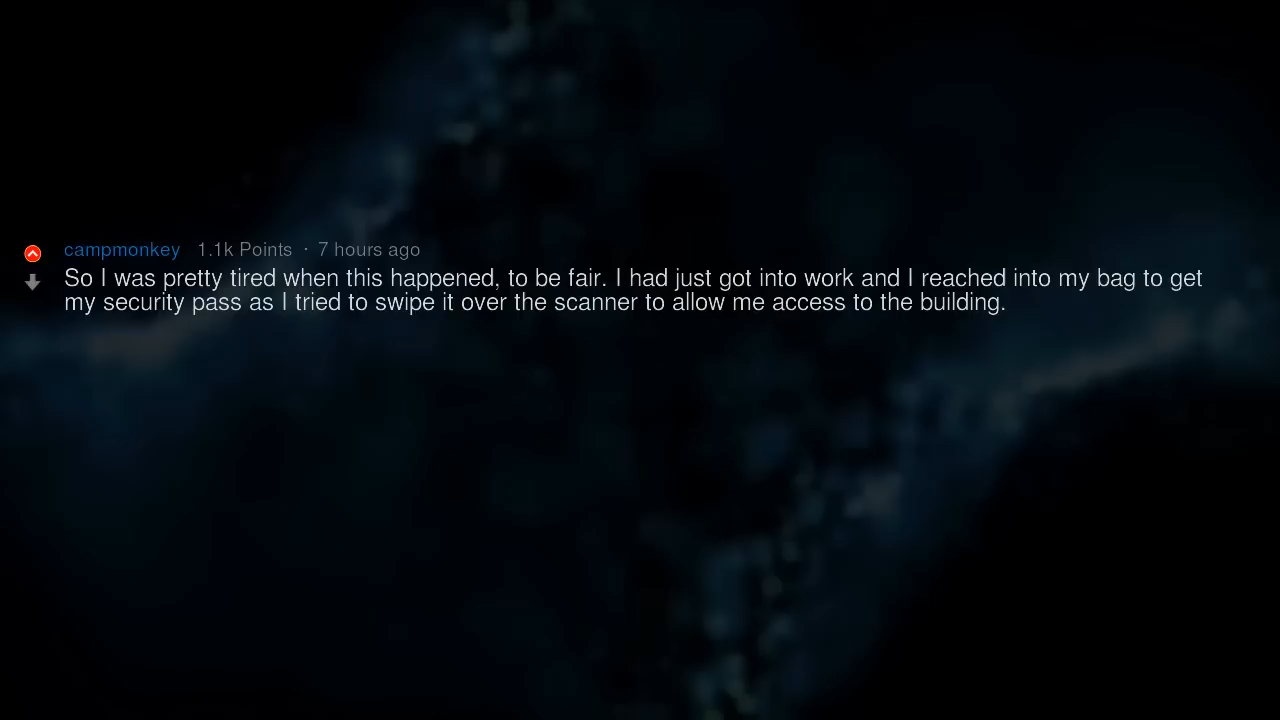 campmonkey 1.1k Points · 7 hours ago
So I was pretty tired when this happened, to be fair. I had just got into work and I reached into my bag to get
my security pass as I tried to swipe it over the scanner to allow me access to the building.